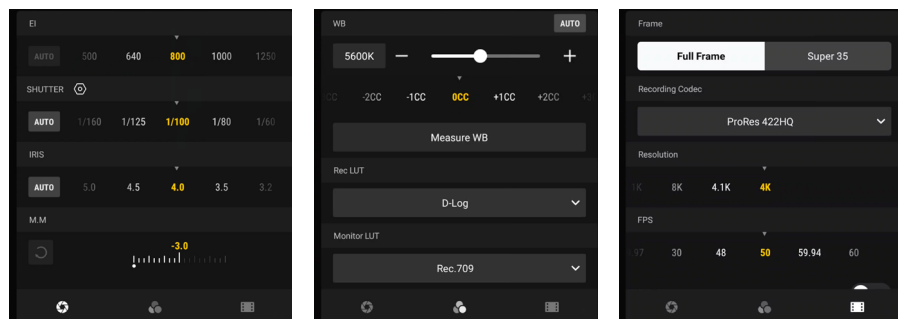 EI
AUTO 500 640 800 1000 1250
SHUTTER
AUTO 1/160 1/125 1/100 1/80 1/60
IRIS
AUTO 5.0 4.5 4.0 3.5 3.2
M.M
-3.0
WB AUTO
5600K
-2CC -1CC 0CC +1CC +2CC
Measure WB
Rec LUT
D-Log
Monitor LUT
Rec.709
Frame
Full Frame Super 35
Recording Codec
ProRes 422HQ
Resolution
8K 4.1K 4K
FPS
.97 30 48 50 59.94 60